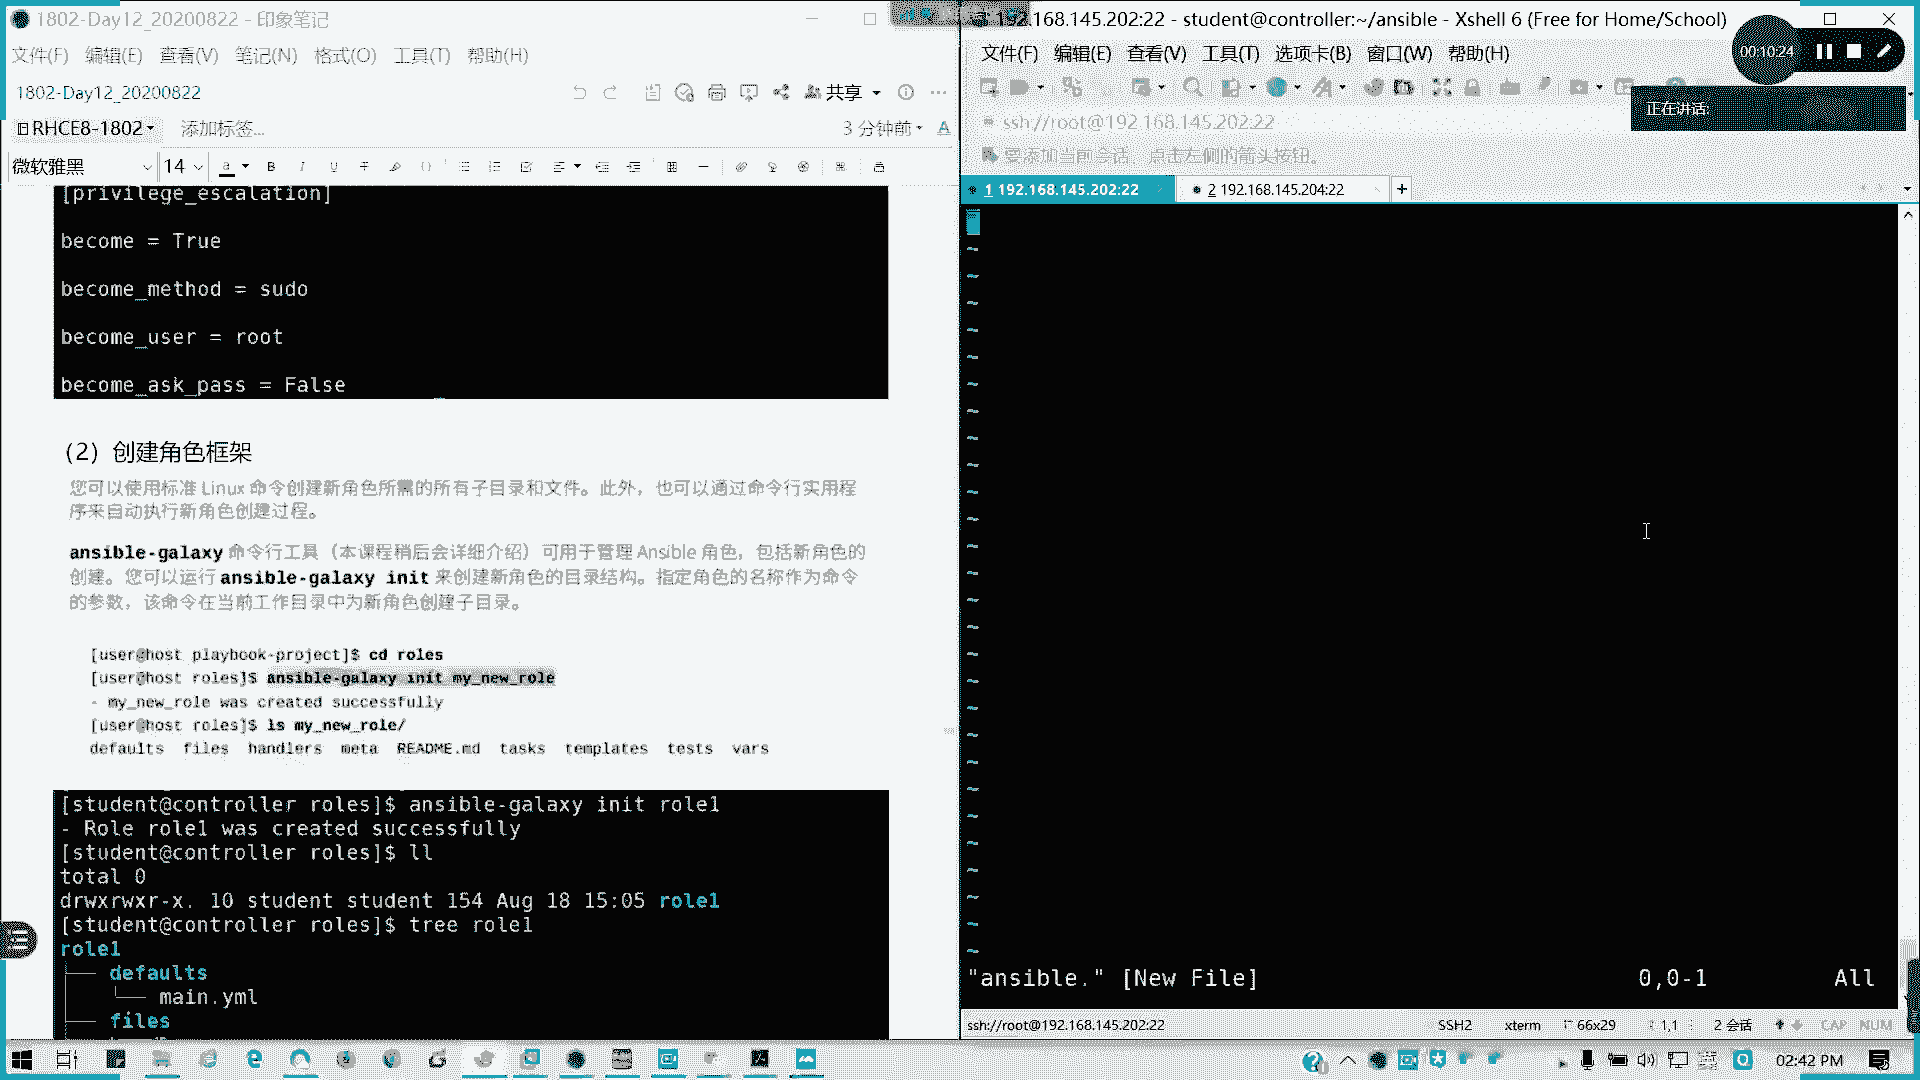 1802-Day12_20200822 - 印象笔记
文件(F) 编辑(E) 查看(V) 笔记(N) 格式(O) 工具(T) 帮助(H)
1802-Day12_20200822
共享
RHCE8-1802
添加标签...
3 分钟前
微软雅黑 14
[privilege_escalation]
become = True
become_method = sudo
become_user = root
become_ask_pass = False
（2）创建角色框架
您可以使用标准 Linux 命令创建新角色所需的所有子目录和文件。此外，也可以通过命令行实用程
序来自动执行新角色创建过程。
ansible-galaxy 命令行工具（本课程稍后会详细介绍）可用于管理 Ansible 角色，包括新角色的
创建。您可以运行 ansible-galaxy init 来创建新角色的目录结构。指定角色的名称作为命令
的参数，该命令在当前工作目录中为新角色创建子目录。
[user@host playbook-project]$ cd roles
[user@host roles]$ ansible-galaxy init my_new_role
- my_new_role was created successfully
[user@host roles]$ ls my_new_role/
defaults files handlers meta README.md tasks templates tests vars
[student@controller roles]$ ansible-galaxy init role1
- Role role1 was created successfully
[student@controller roles]$ ll
total 0
drwxrwxr-x. 10 student student 154 Aug 18 15:05 role1
[student@controller roles]$ tree role1
role1
├── defaults
│   └── main.yml
├── files
192.168.145.202:22 - student@controller:~/ansible - Xshell 6 (Free for Home/School)
文件(F) 编辑(E) 查看(V) 工具(T) 选项卡(B) 窗口(W) 帮助(H)
00:10:24
正在讲话:
ssh://root@192.168.145.202:22
要添加当前会话，点击左侧的箭头按钮。
1 192.168.145.202:22
2 192.168.145.204:22
"ansible." [New File] 0,0-1 All
ssh://root@192.168.145.202:22 SSH2 xterm 66x29 1,1 2 会话 CAP NUM
02:42 PM